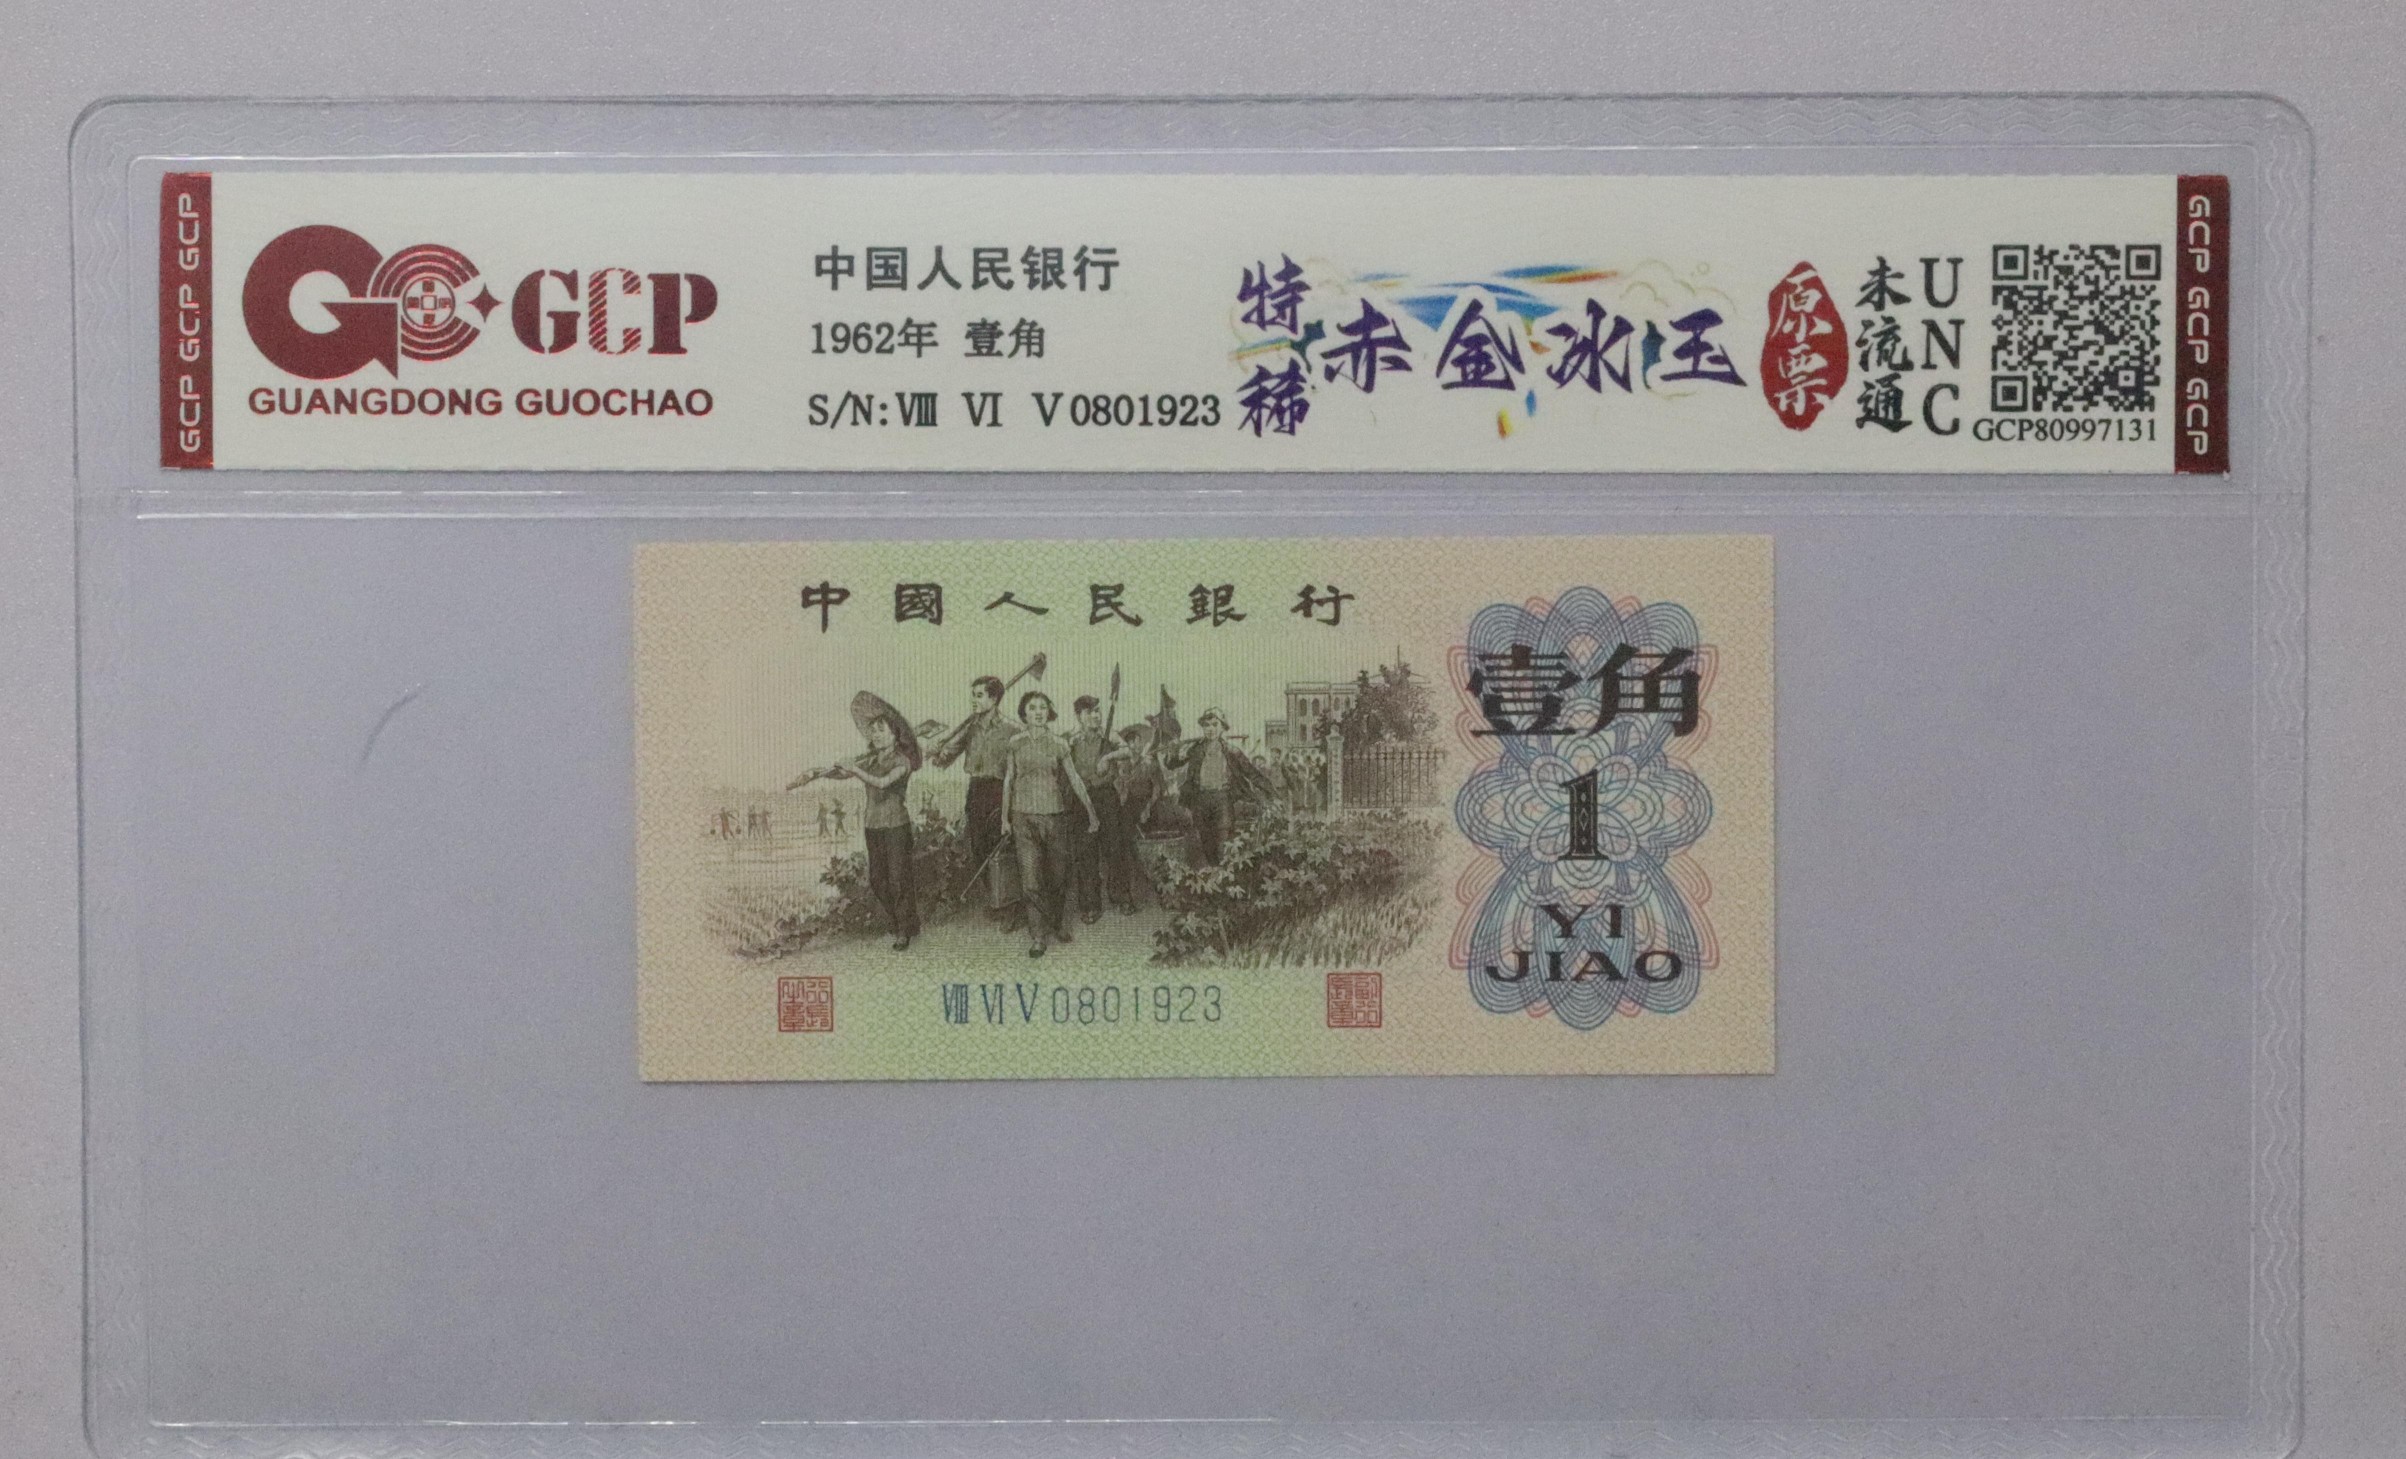 GCP GCP GCP
GCP
GUANGDONG GUOCHAO
中国人民银行
1962年 壹角
S/N:Ⅷ Ⅵ Ⅴ0801923
特稀
赤金冰玉
原票
未流通
UNC
GCP80997131
GCP GCP GCP
中國人民銀行
壹角
1
YI
JIAO
ⅧⅥⅤ0801923